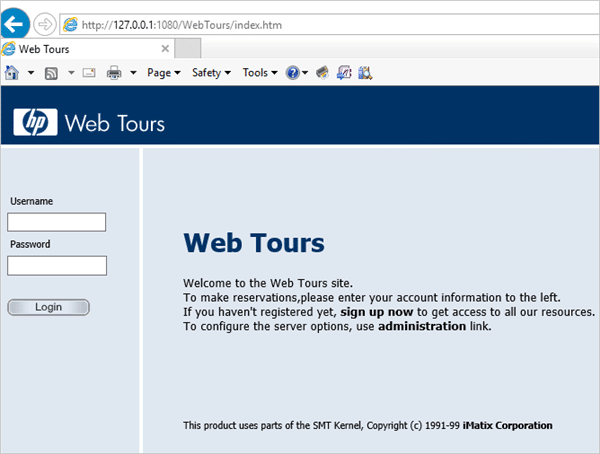 http://127.0.0.1:1080/WebTours/index.htm
Web Tours
Page Safety Tools
hp Web Tours
Username
Password
Login
Web Tours
Welcome to the Web Tours site.
To make reservations,please enter your account information to the left.
If you haven't registered yet, sign up now to get access to all our resources.
To configure the server options, use administration link.
This product uses parts of the SMT Kernel, Copyright (c) 1991-99 iMatix Corporation